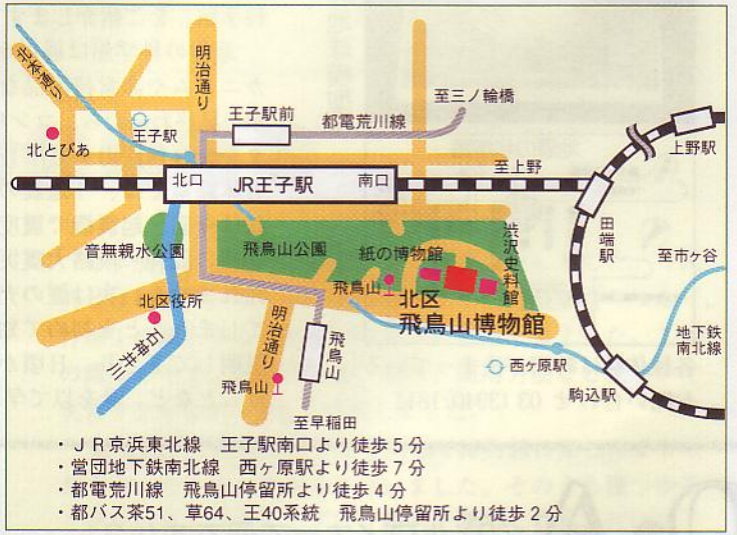 北本通り
明治通り
王子駅前
都電荒川線
至三ノ輪橋
上野駅
王子駅
北とぴあ
北口
JR王子駅
南口
至上野
田端駅
音無親水公園
飛鳥山公園
紙の博物館
渋沢史料館
至市ヶ谷
飛鳥山
北区
飛鳥山博物館
北区役所
石神井川
明治通り
飛鳥山
地下鉄
南北線
西ヶ原駅
飛鳥山
駒込駅
至早稲田
・JR京浜東北線 王子駅南口より徒歩5分
・営団地下鉄南北線 西ヶ原駅より徒歩7分
・都電荒川線 飛鳥山停留所より徒歩4分
・都バス茶51、草64、王40系統 飛鳥山停留所より徒歩2分